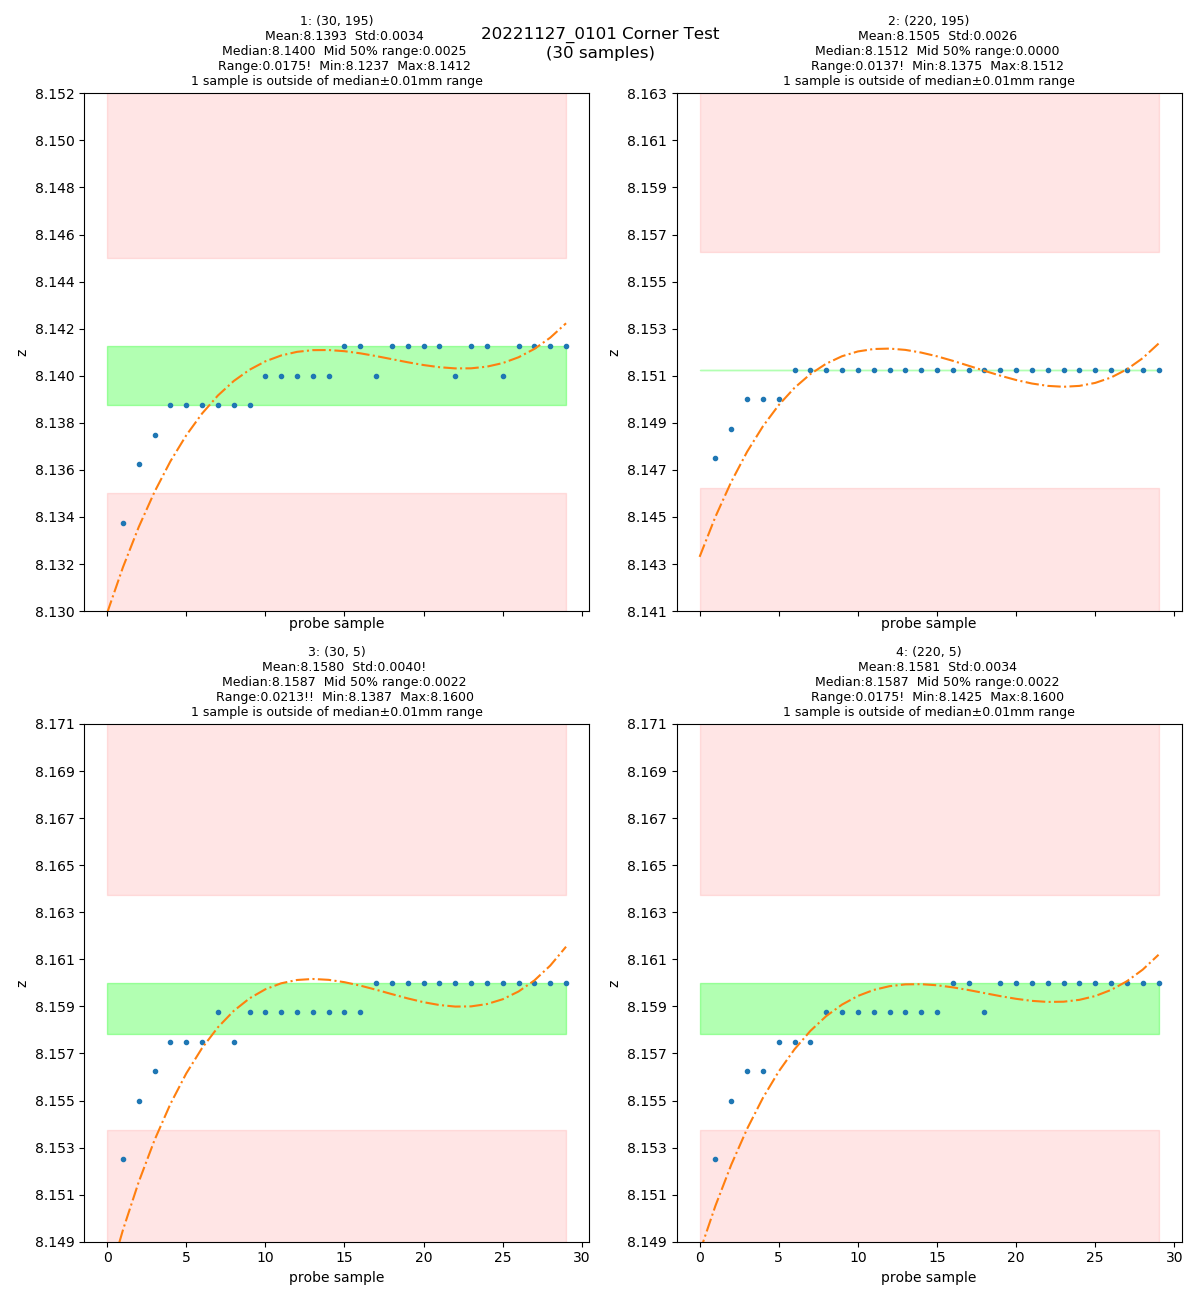 20221127_0101 Corner Test
(30 samples)
1: (30, 195)
Mean:8.1393  Std:0.0034
Median:8.1400  Mid 50% range:0.0025
Range:0.0175!  Min:8.1237  Max:8.1412
1 sample is outside of median±0.01mm range
8.152
8.150
8.148
8.146
8.144
8.142
8.140
8.138
8.136
8.134
8.132
8.130
z
probe sample
2: (220, 195)
Mean:8.1505  Std:0.0026
Median:8.1512  Mid 50% range:0.0000
Range:0.0137!  Min:8.1375  Max:8.1512
1 sample is outside of median±0.01mm range
8.163
8.161
8.159
8.157
8.155
8.153
8.151
8.149
8.147
8.145
8.143
8.141
z
probe sample
3: (30, 5)
Mean:8.1580  Std:0.0040!
Median:8.1587  Mid 50% range:0.0022
Range:0.0213!!  Min:8.1387  Max:8.1600
1 sample is outside of median±0.01mm range
8.171
8.169
8.167
8.165
8.163
8.161
8.159
8.157
8.155
8.153
8.151
8.149
z
0 5 10 15 20 25 30
probe sample
4: (220, 5)
Mean:8.1581  Std:0.0034
Median:8.1587  Mid 50% range:0.0022
Range:0.0175!  Min:8.1425  Max:8.1600
1 sample is outside of median±0.01mm range
8.171
8.169
8.167
8.165
8.163
8.161
8.159
8.157
8.155
8.153
8.151
8.149
z
0 5 10 15 20 25 30
probe sample